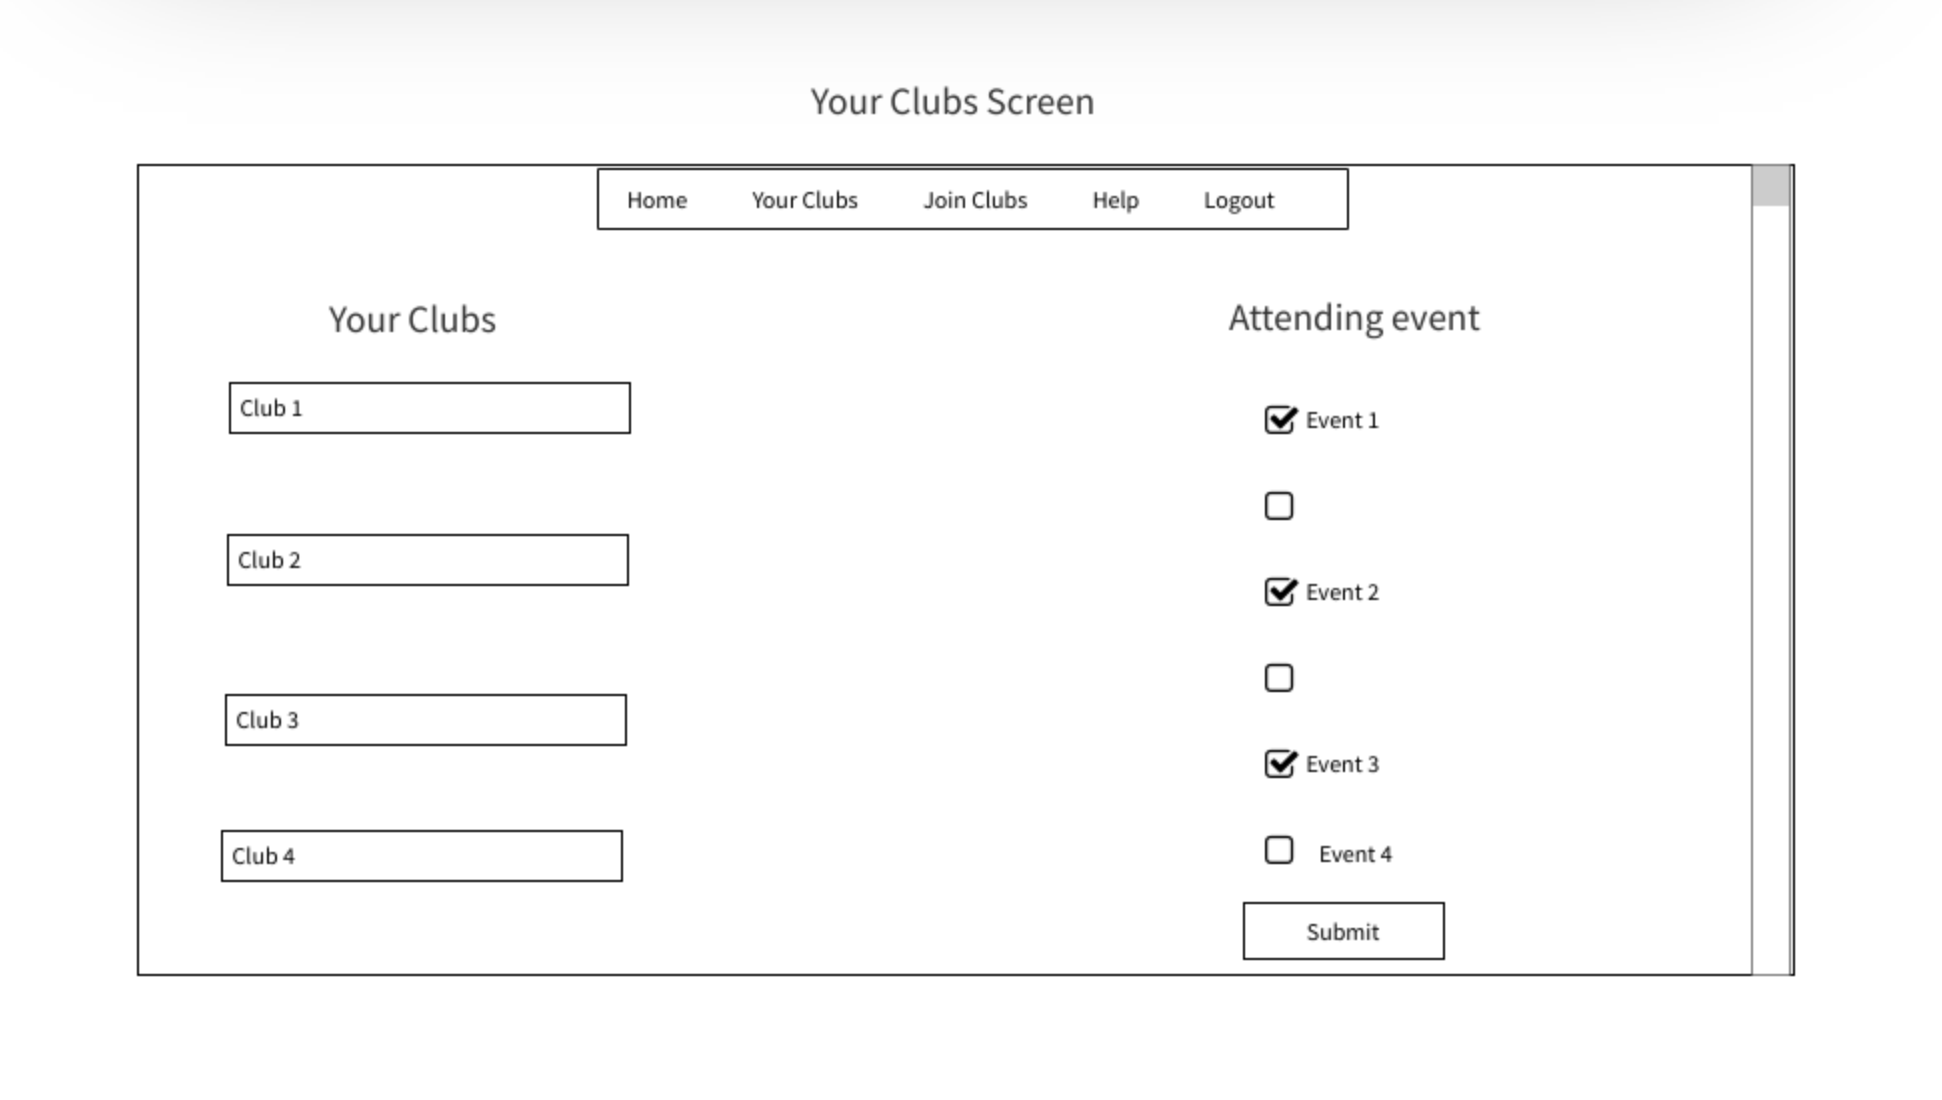 Your Clubs Screen
Home Your Clubs Join Clubs Help Logout
Your Clubs
Club 1
Club 2
Club 3
Club 4
Attending event
Event 1
Event 2
Event 3
Event 4
Submit